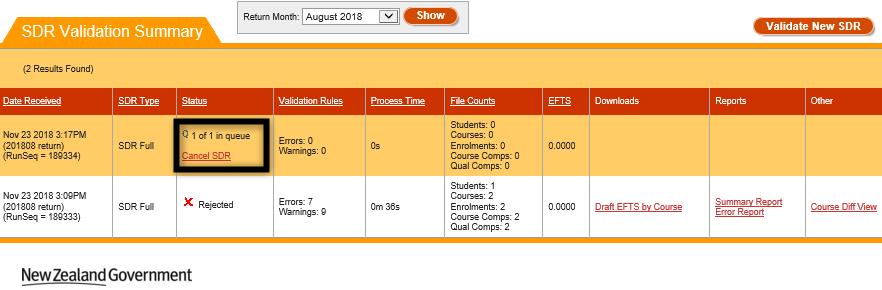 Return Month: August 2018 Show
SDR Validation Summary
Validate New SDR
(2 Results Found)
Date Received SDR Type Status Validation Rules Process Time File Counts EFTS Downloads Reports Other
Nov 23 2018 3:17PM
(201808 return)
(RunSeq = 189334)
SDR Full
Q 1 of 1 in queue
Cancel SDR
Errors: 0
Warnings: 0
0s
Students: 0
Courses: 0
Enrolments: 0
Course Comps: 0
Qual Comps: 0
0.0000
Nov 23 2018 3:09PM
(201808 return)
(RunSeq = 189333)
SDR Full
Rejected
Errors: 7
Warnings: 9
0m 36s
Students: 1
Courses: 2
Enrolments: 2
Course Comps: 2
Qual Comps: 2
0.0000
Draft EFTS by Course
Summary Report
Error Report
Course Diff View
New Zealand Government